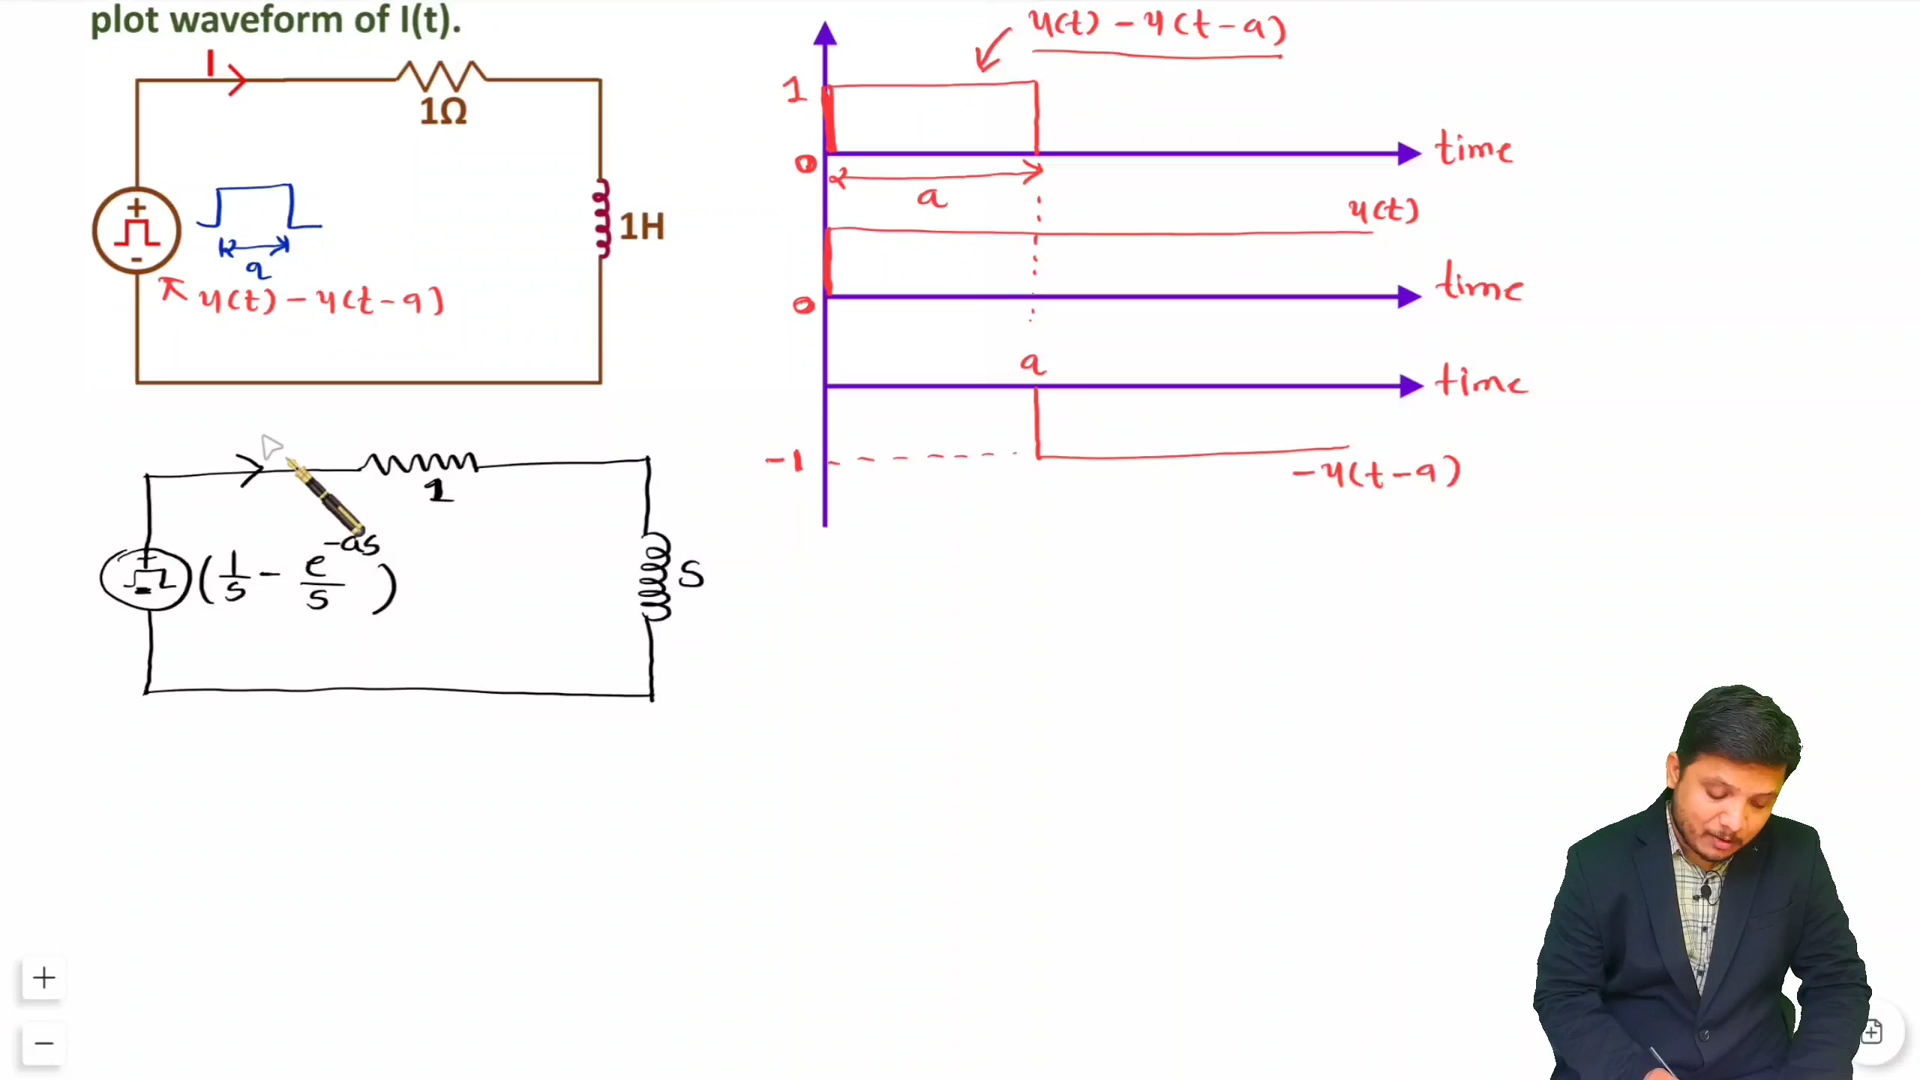 plot waveform of I(t).
I
1Ω
+
-
a
u(t) - u(t-a)
1H
u(t) - u(t-a)
1
0
time
a
u(t)
0
time
a
time
-1
-u(t-a)
1
+
-
(1/s - e^-as/s)
s
+
-